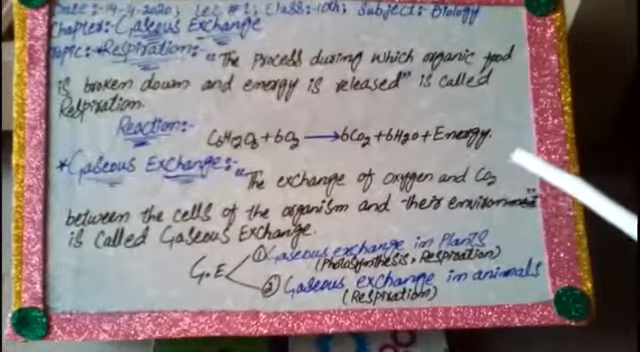 Date:-14-4-2020, Lec #1, Class:-10th, Subject:- Biology
Chapter:- Gaseous Exchange
Topic:- *Respiration:- "The process during which organic food
is broken down and energy is released" is called
Respiration.
Reaction:-
C6H12O6 + 6O2 → 6CO2 + 6H2O + Energy.
*Gaseous Exchange:-
"The exchange of oxygen and CO2
between the cells of the organism and their environment"
is Called Gaseous Exchange.
G.E
① Gaseous exchange in Plants
(Photosynthesis, Respiration)
② Gaseous exchange in animals
(Respiration)